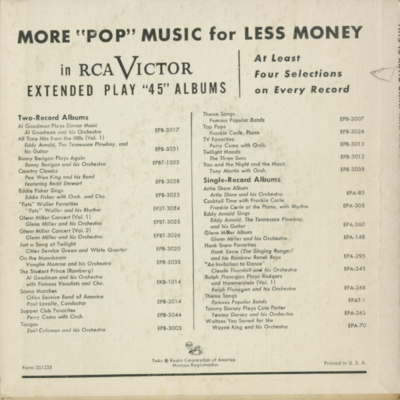 MORE "POP" MUSIC for LESS MONEY
in RCA VICTOR
EXTENDED PLAY "45" ALBUMS
At Least
Four Selections
on Every Record
Two-Record Albums
Al Goodman Plays Dinner Music
Al Goodman and his Orchestra EPB-3017
All Time Hits From the Hills (Vol. 1)
Eddy Arnold, The Tennessee Plowboy, and
his Guitar EPB-3031
Bunny Berigan Plays Again
Bunny Berigan and his Orchestra EPBT-1003
Country Classics
Pee Wee King and his Band
featuring Redd Stewart EPB-3028
Eddie Fisher Sings
Eddie Fisher with Orch. and Cho. EPB-3025
"Fats" Waller Favorites
"Fats" Waller and his Rhythm EPBT-3024
Glenn Miller Concert (Vol. 1)
Glenn Miller and his Orchestra EPBT-3025
Glenn Miller Concert (Vol. 2)
Glenn Miller and his Orchestra EPBT-3026
Just a Song at Twilight
Cities Service Green and White Quartet EPB-3020
On the Moonbeam
Vaughn Monroe and his Orchestra
The Student Prince (Romberg)
Al Goodman and his Orchestra
with Famous Vocalists and Cho. EKB-1014
Sousa Marches
Cities Service Band of America
Paul Lavalle, Conductor EPB-3014
Supper Club Favorites
Perry Como with Orch. EPB-3044
Tangos
Emil Coleman and his Orchestra EPB-3003
Theme Songs
Famous Popular Bands EPB-3007
Top Pops
Frankie Carle, Piano EPB-3024
TV Favorites
Perry Como with Orch. EPB-3013
Twilight Moods
The Three Suns EPB-3012
You and the Night and the Music
Tony Martin with Orch. EPB-3038
Single-Record Albums
Artie Shaw Album
Artie Shaw and his Orchestra EPA-85
Cocktail Time with Frankie Carle
Frankie Carle at the Piano, with Rhythm
Eddy Arnold Sings
Eddy Arnold, The Tennessee Plowboy,
and his Guitar EPA-260
Glenn Miller Album
Glenn Miller and his Orchestra EPA-148
Hank Snow Favorites
Hank Snow (The Singing Ranger)
and his Rainbow Ranch Boys EPA-295
"An Invitation to Dance"
Claude Thornhill and his Orchestra EPA-245
Ralph Flanagan Plays Rodgers
and Hammerstein (Vol. 1)
Ralph Flanagan and his Orchestra EPA-268
Theme Songs
Famous Popular Bands EPAT-1
Tommy Dorsey Plays Cole Porter
Tommy Dorsey and his Orchestra
Waltzes You Saved for Me
Wayne King and his Orchestra EPA-70
Form 251235
Tmks ® Radio Corporation of America
Marcas Registradas
Printed in U. S. A.